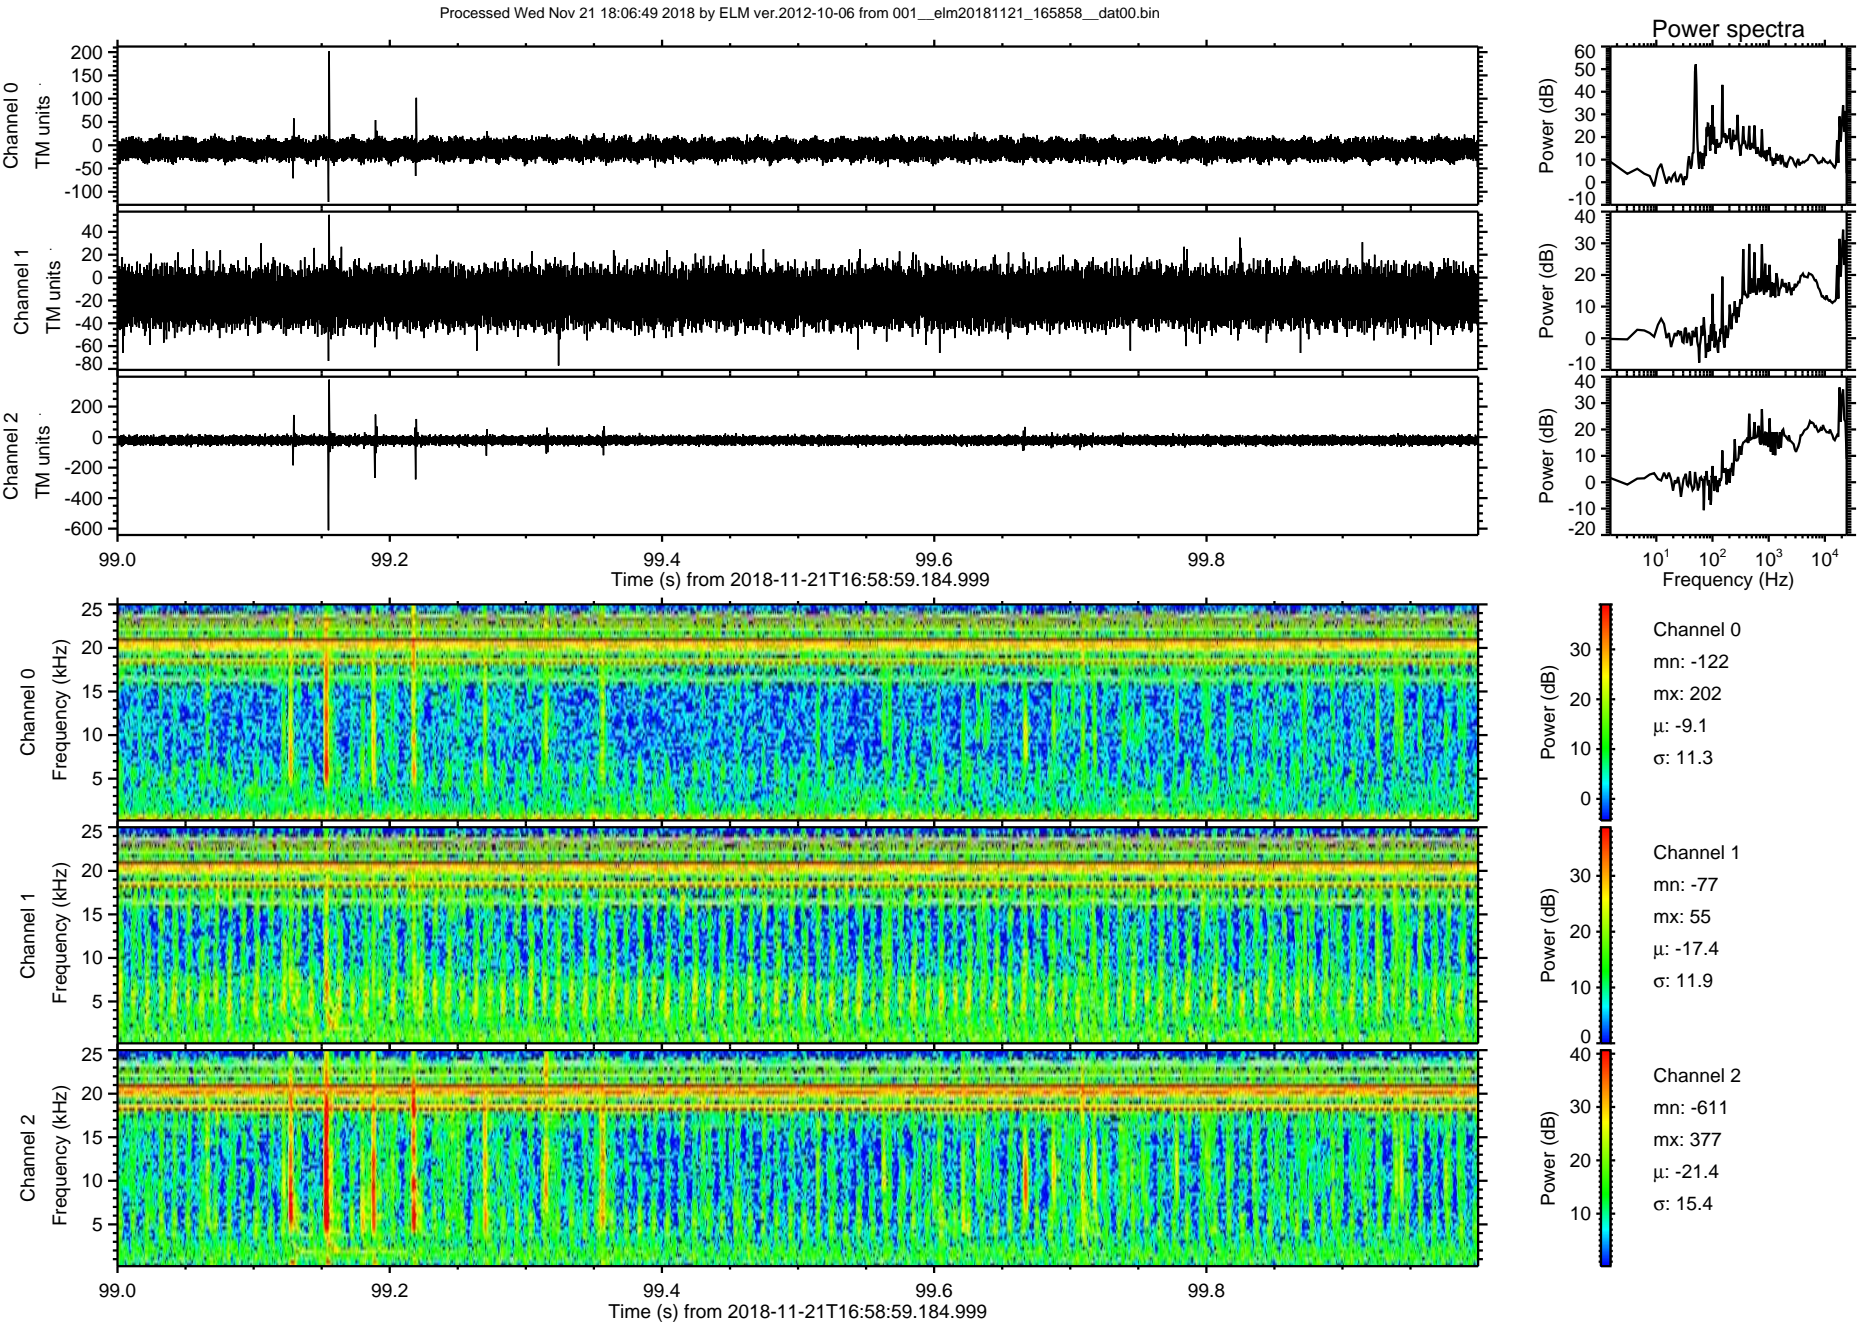 Processed Wed Nov 21 18:06:49 2018 by ELM ver.2012-10-06 from 001__elm20181121_165858__dat00.bin
Power spectra
Channel 0
TM units
200
150
100
50
0
-50
-100
Power (dB)
60
50
40
30
20
10
0
-10
Channel 1
TM units
40
20
0
-20
-40
-60
-80
Power (dB)
40
30
20
10
0
-10
Channel 2
TM units
200
0
-200
-400
-600
Power (dB)
40
30
20
10
0
-10
-20
99.0 99.2 99.4 99.6 99.8
Time (s) from 2018-11-21T16:58:59.184.999
10^1 10^2 10^3 10^4
Frequency (Hz)
Channel 0
Frequency (kHz)
25
20
15
10
5
Power (dB)
30
20
10
0
Channel 0
mn: -122
mx: 202
μ: -9.1
σ: 11.3
Channel 1
Frequency (kHz)
25
20
15
10
5
Power (dB)
30
20
10
0
Channel 1
mn: -77
mx: 55
μ: -17.4
σ: 11.9
Channel 2
Frequency (kHz)
25
20
15
10
5
Power (dB)
40
30
20
10
Channel 2
mn: -611
mx: 377
μ: -21.4
σ: 15.4
99.0 99.2 99.4 99.6 99.8
Time (s) from 2018-11-21T16:58:59.184.999